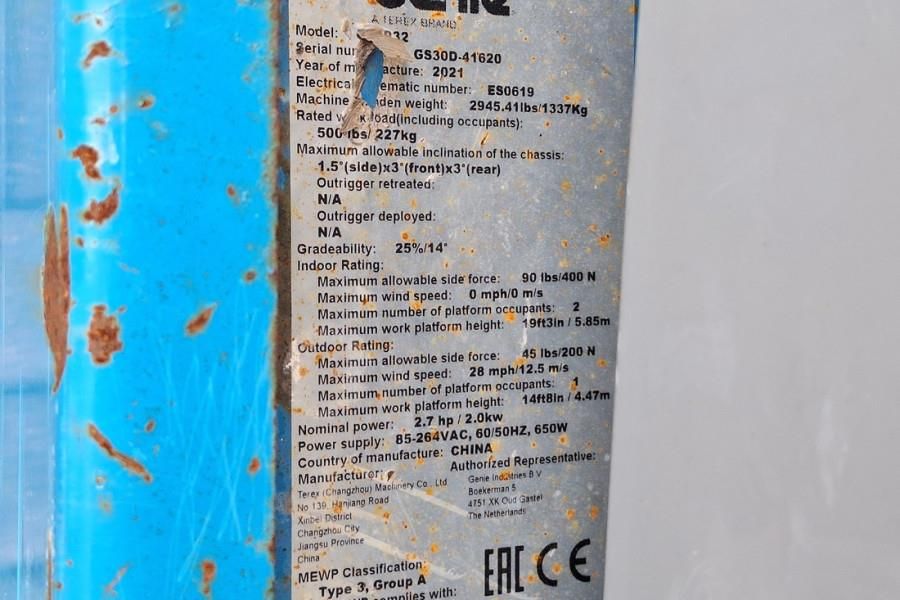 Genie
A TEREX BRAND
Model:
Serial GS30D-41620
Year of 2021
Electrical number: ES0619
Machine weight: 2945.41lbs/1337Kg
Rated load(including occupants):
500 lbs/ 227kg
Maximum allowable inclination of the chassis:
1.5°(side)x3°(front)x3°(rear)
Outrigger retreated:
N/A
Outrigger deployed:
N/A
Gradeability: 25%/14°
Indoor Rating:
Maximum allowable side force: 90 lbs/400 N
Maximum wind speed: 0 mph/0 m/s
Maximum number of platform occupants: 2
Maximum work platform height: 19ft3in / 5.85m
Outdoor Rating:
Maximum allowable side force: 45 lbs/200 N
Maximum wind speed: 28 mph/12.5 m/s
Maximum number of platform occupants: 1
Maximum work platform height: 14ft8in / 4.47m
Nominal power: 2.7 hp / 2.0kw
Power supply: 85-264VAC, 60/50HZ, 650W
Country of manufacture: CHINA
Manufacturer:
Terex (Changzhou) Machinery Co., Ltd
No 139, Hanjiang Road
Xinbei District
Changzhou City
Jiangsu Province
China
Authorized Representative:
Genie Industries B V
Boekerman 5
4751 XK Oud Gastel
The Netherlands
MEWP Classification:
Type 3, Group A
complies with:
EAC CE